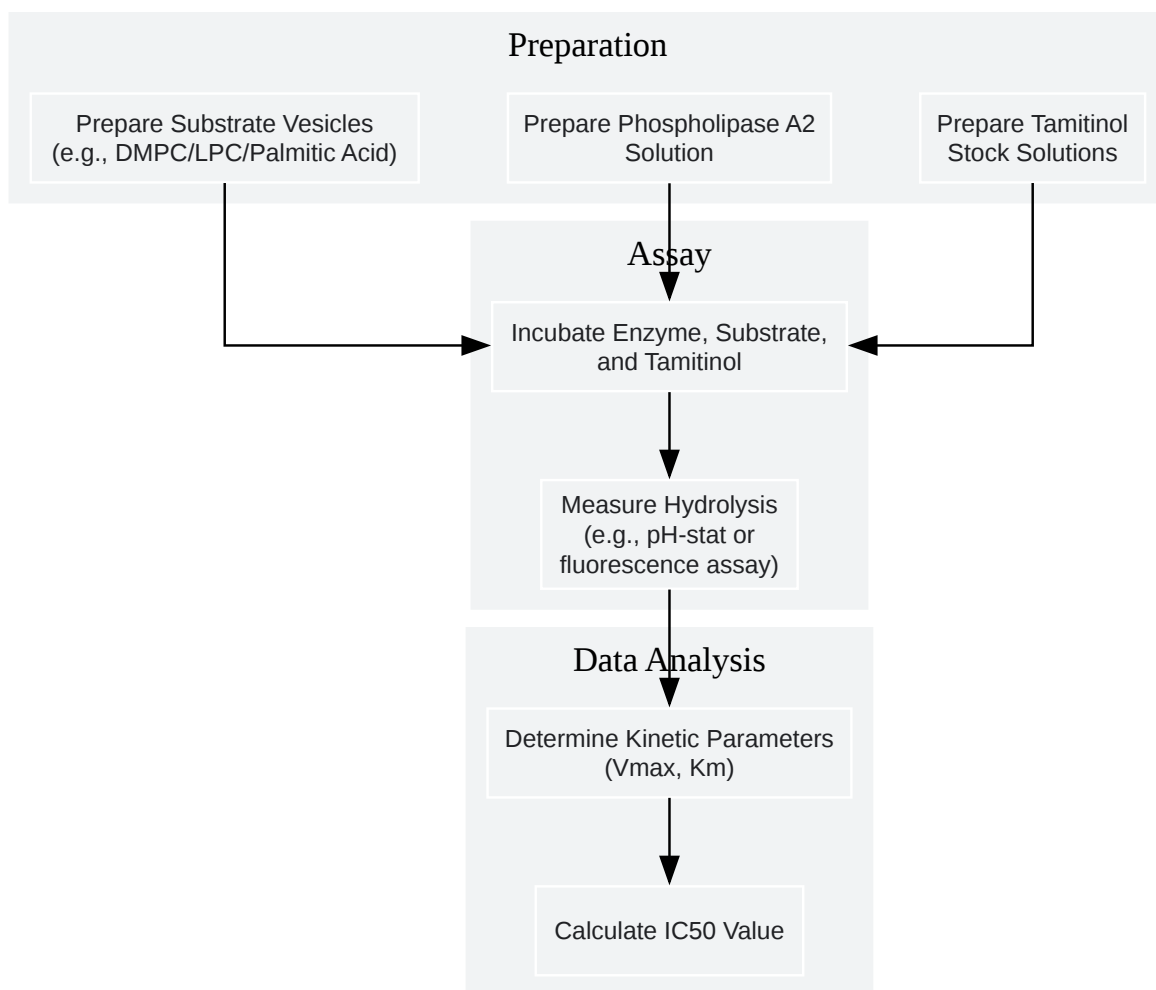 Preparation
Prepare Substrate Vesicles
(e.g., DMPC/LPC/Palmitic Acid)
Prepare Phospholipase A2
Solution
Prepare Tamitinol
Stock Solutions
Assay
Incubate Enzyme, Substrate,
and Tamitinol
Measure Hydrolysis
(e.g., pH-stat or
fluorescence assay)
Data Analysis
Determine Kinetic Parameters
(Vmax, Km)
Calculate IC50 Value